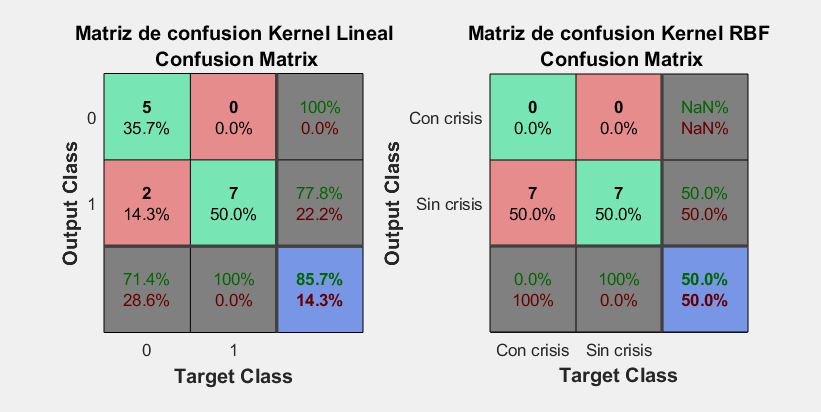 Matriz de confusion Kernel Lineal
Confusion Matrix
0
5
35.7%
0
0.0%
100%
0.0%
1
2
14.3%
7
50.0%
77.8%
22.2%
71.4%
28.6%
100%
0.0%
85.7%
14.3%
0
1
Output Class
Target Class
Matriz de confusion Kernel RBF
Confusion Matrix
Con crisis
0
0.0%
0
0.0%
NaN%
NaN%
Sin crisis
7
50.0%
7
50.0%
50.0%
50.0%
0.0%
100%
100%
0.0%
50.0%
50.0%
Con crisis
Sin crisis
Output Class
Target Class